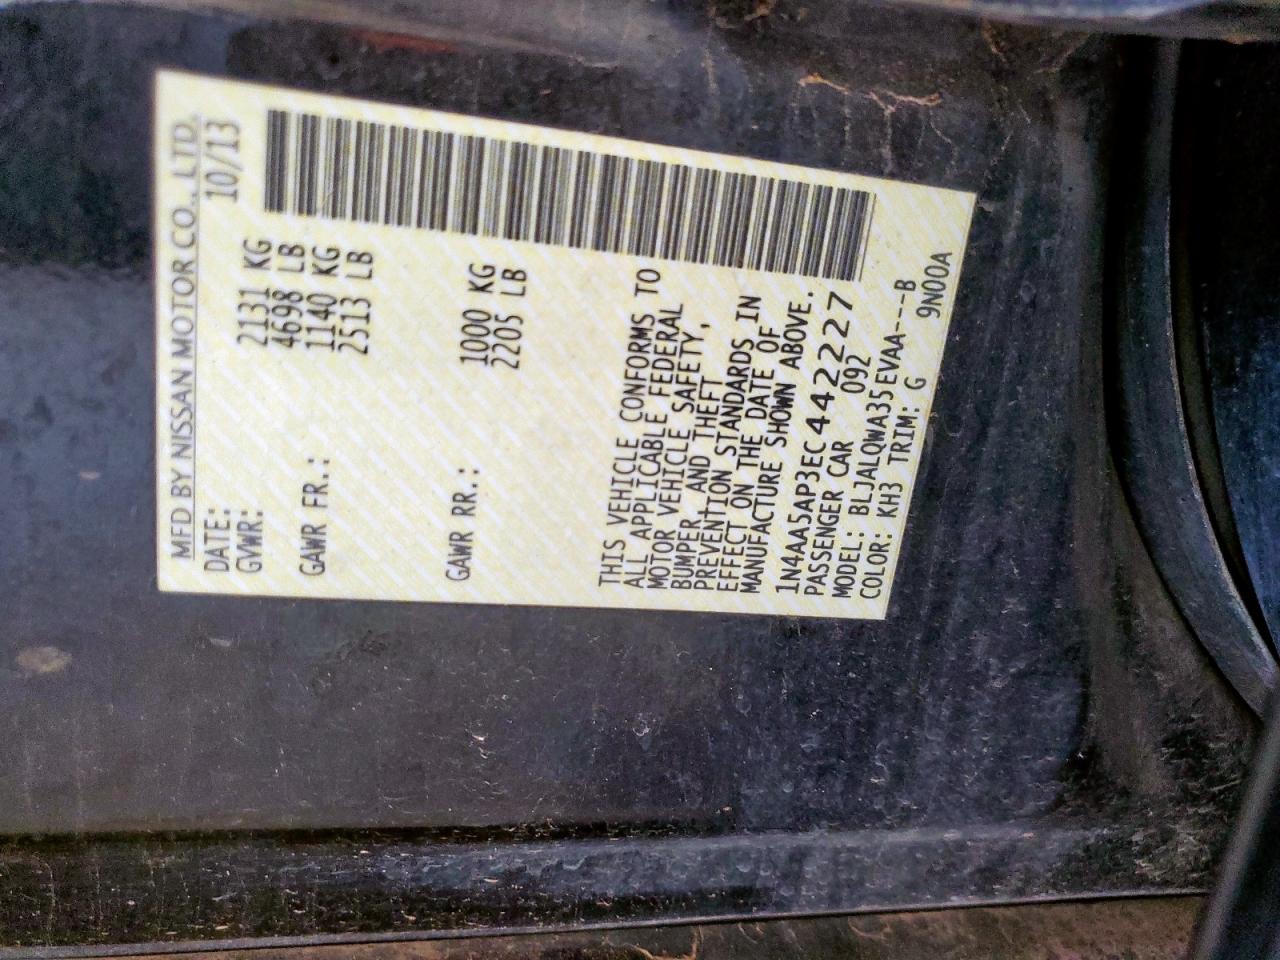 MFD BY NISSAN MOTOR CO.,LTD.
DATE: 10/13
GVWR: 2131 KG
4698 LB
GAWR FR.: 1140 KG
2513 LB
GAWR RR.: 1000 KG
2205 LB
THIS VEHICLE CONFORMS TO
ALL APPLICABLE FEDERAL
MOTOR VEHICLE SAFETY,
BUMPER, AND THEFT
PREVENTION STANDARDS IN
EFFECT ON THE DATE OF
MANUFACTURE SHOWN ABOVE.
1N4AA5AP3EC442227
PASSENGER CAR 092
MODEL: BLJALQWA35EVAA---B
COLOR: KH3 TRIM: G 9N00A